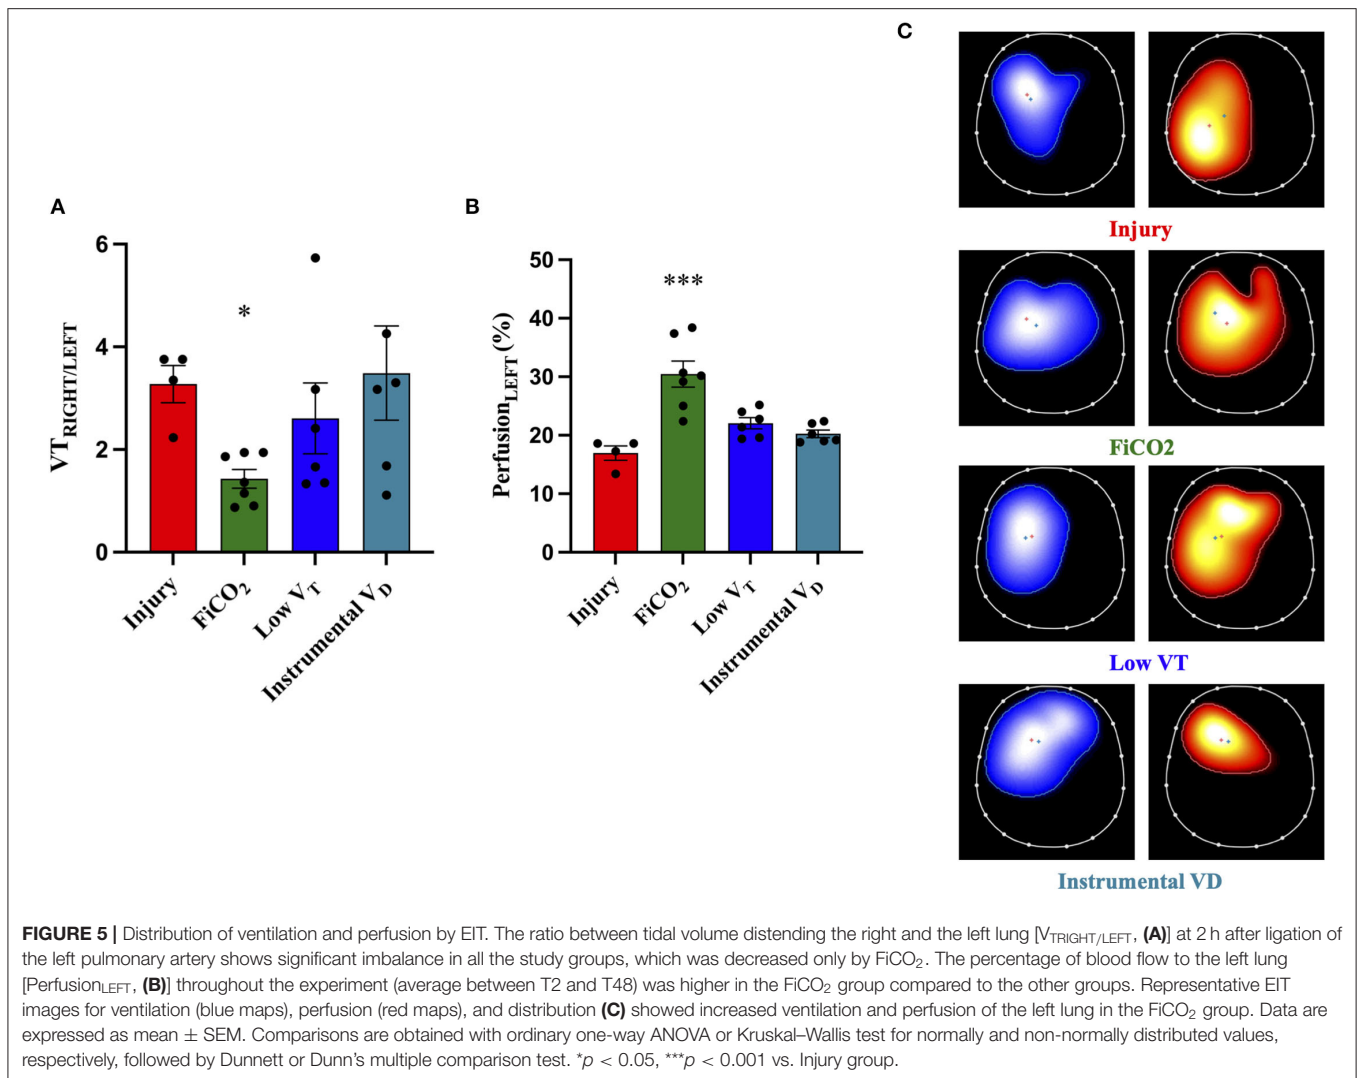 A
B
C
6
4
2
0
VT_RIGHT/LEFT
*
Injury
FiCO₂
Low V_T
Instrumental V_D
50
40
30
20
10
0
Perfusion_LEFT (%)
***
Injury
FiCO₂
Low V_T
Instrumental V_D
Injury
FiCO2
Low VT
Instrumental VD
FIGURE 5 | Distribution of ventilation and perfusion by EIT. The ratio between tidal volume distending the right and the left lung [V_TRIGHT/LEFT, (A)] at 2 h after ligation of
the left pulmonary artery shows significant imbalance in all the study groups, which was decreased only by FiCO₂. The percentage of blood flow to the left lung
[Perfusion_LEFT, (B)] throughout the experiment (average between T2 and T48) was higher in the FiCO₂ group compared to the other groups. Representative EIT
images for ventilation (blue maps), perfusion (red maps), and distribution (C) showed increased ventilation and perfusion of the left lung in the FiCO₂ group. Data are
expressed as mean ± SEM. Comparisons are obtained with ordinary one-way ANOVA or Kruskal–Wallis test for normally and non-normally distributed values,
respectively, followed by Dunnett or Dunn's multiple comparison test. *p < 0.05, ***p < 0.001 vs. Injury group.